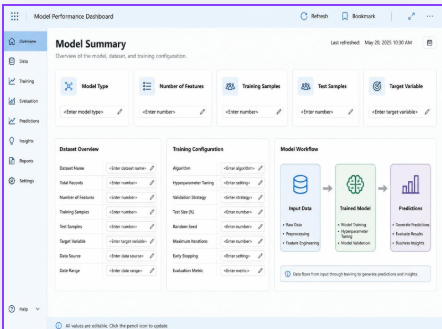 Model Performance Dashboard
Refresh
Bookmark
Overview
Data
Training
Evaluation
Predictions
Insights
Reports
Settings
Help
Model Summary
Overview of the model, dataset, and training configuration.
Last refreshed: May 20, 2025 10:30 AM
Model Type
<Enter model type>
Number of Features
<Enter number>
Training Samples
<Enter number>
Test Samples
<Enter number>
Target Variable
<Enter target variable>
Dataset Overview
Dataset Name <Enter dataset name>
Total Records <Enter number>
Number of Features <Enter number>
Training Samples <Enter number>
Test Samples <Enter number>
Target Variable <Enter target variable>
Data Source <Enter data source>
Date Range <Enter date range>
Training Configuration
Algorithm <Enter algorithm>
Hyperparameter Tuning <Enter setting>
Validation Strategy <Enter strategy>
Test Size (%) <Enter number>
Random Seed <Enter number>
Maximum Iterations <Enter number>
Early Stopping <Enter setting>
Evaluation Metric <Enter metric>
Model Workflow
Input Data
• Raw Data
• Preprocessing
• Feature Engineering
Trained Model
• Model Training
• Hyperparameter
Tuning
• Model Validation
Predictions
• Generate Predictions
• Evaluate Results
• Business Insights
Data flows from input through training to generate predictions and insights.
All values are editable. Click the pencil icon to update.